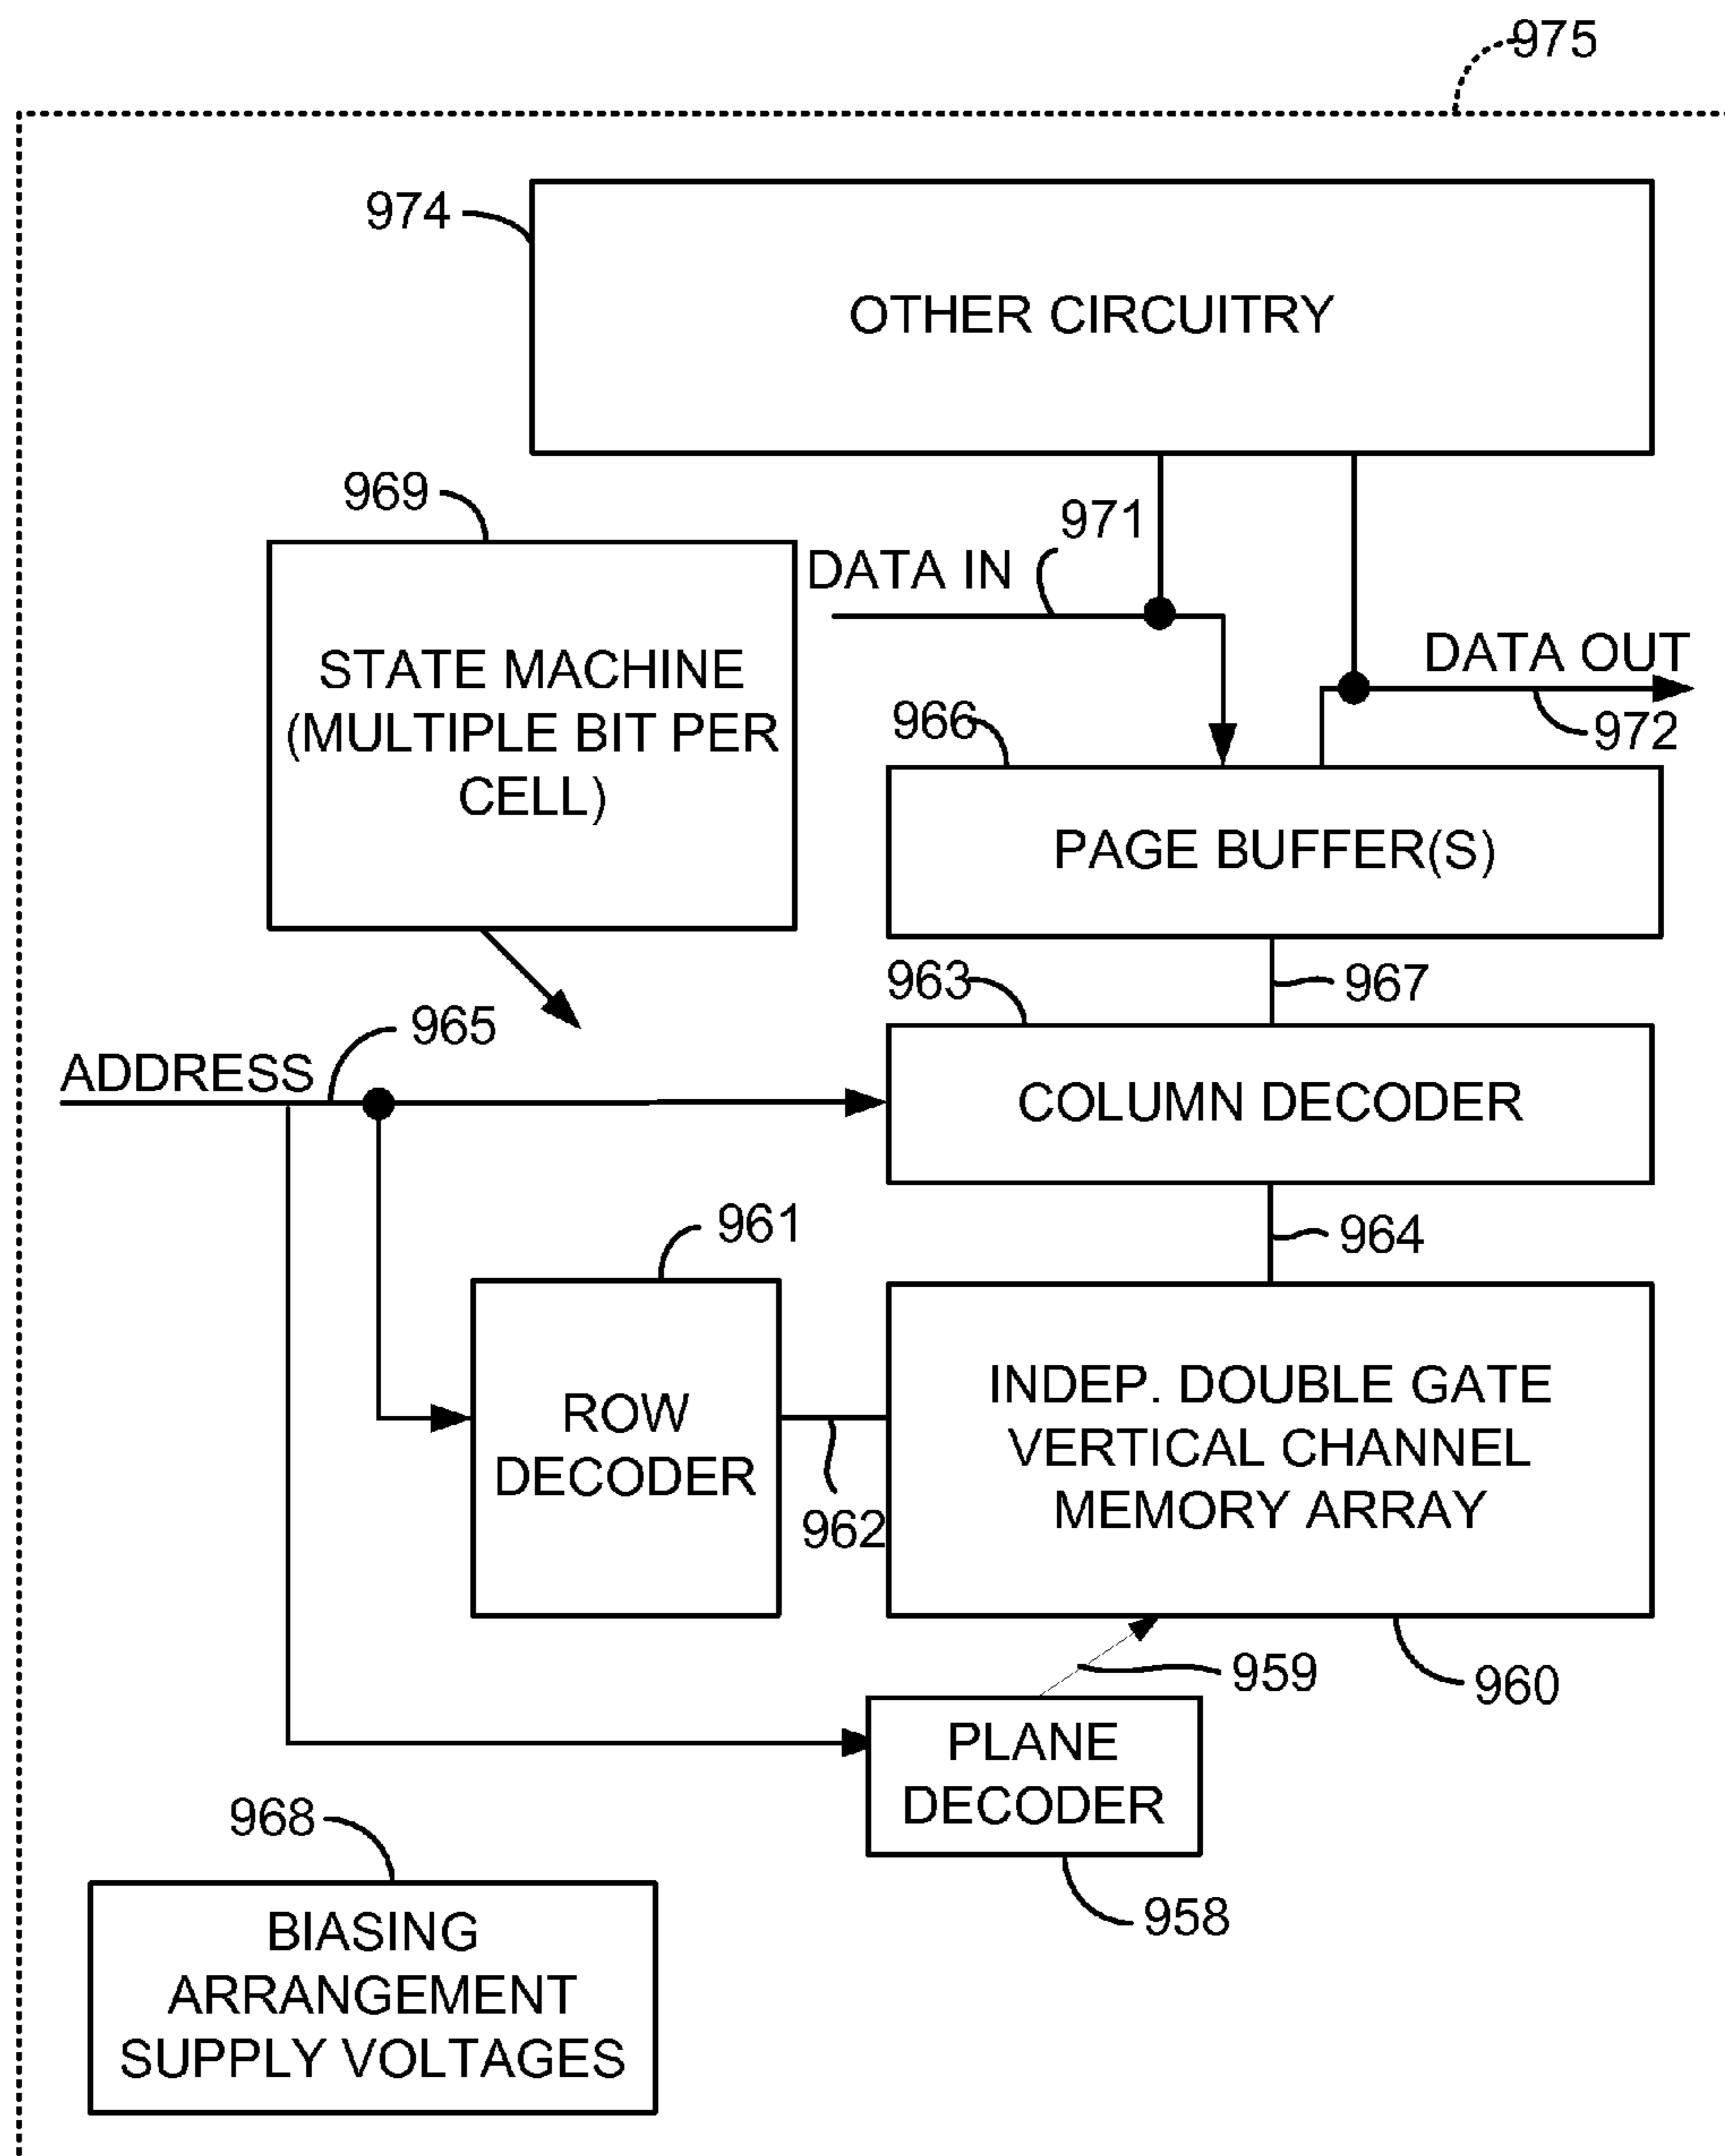 975
974
OTHER CIRCUITRY
969
971
DATA IN
STATE MACHINE
(MULTIPLE BIT PER
CELL)
DATA OUT
966
972
PAGE BUFFER(S)
963
967
965
ADDRESS
COLUMN DECODER
961
964
ROW
DECODER
INDEP. DOUBLE GATE
VERTICAL CHANNEL
MEMORY ARRAY
962
959
960
PLANE
DECODER
968
958
BIASING
ARRANGEMENT
SUPPLY VOLTAGES